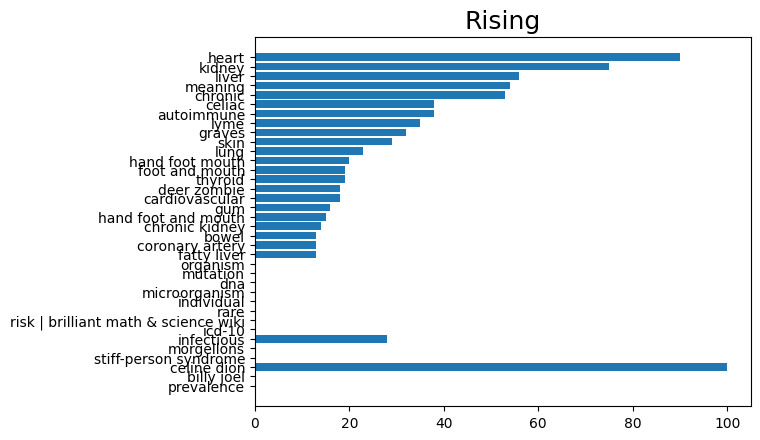 Rising
heart
kidney
liver
meaning
chronic
celiac
autoimmune
lyme
graves
skin
lung
hand foot mouth
foot and mouth
thyroid
deer zombie
cardiovascular
gum
hand foot and mouth
chronic kidney
bowel
coronary artery
fatty liver
organism
mutation
dna
microorganism
individual
rare
risk | brilliant math & science wiki
icd-10
infectious
morgellons
stiff-person syndrome
celine dion
billy joel
prevalence
0 20 40 60 80 100